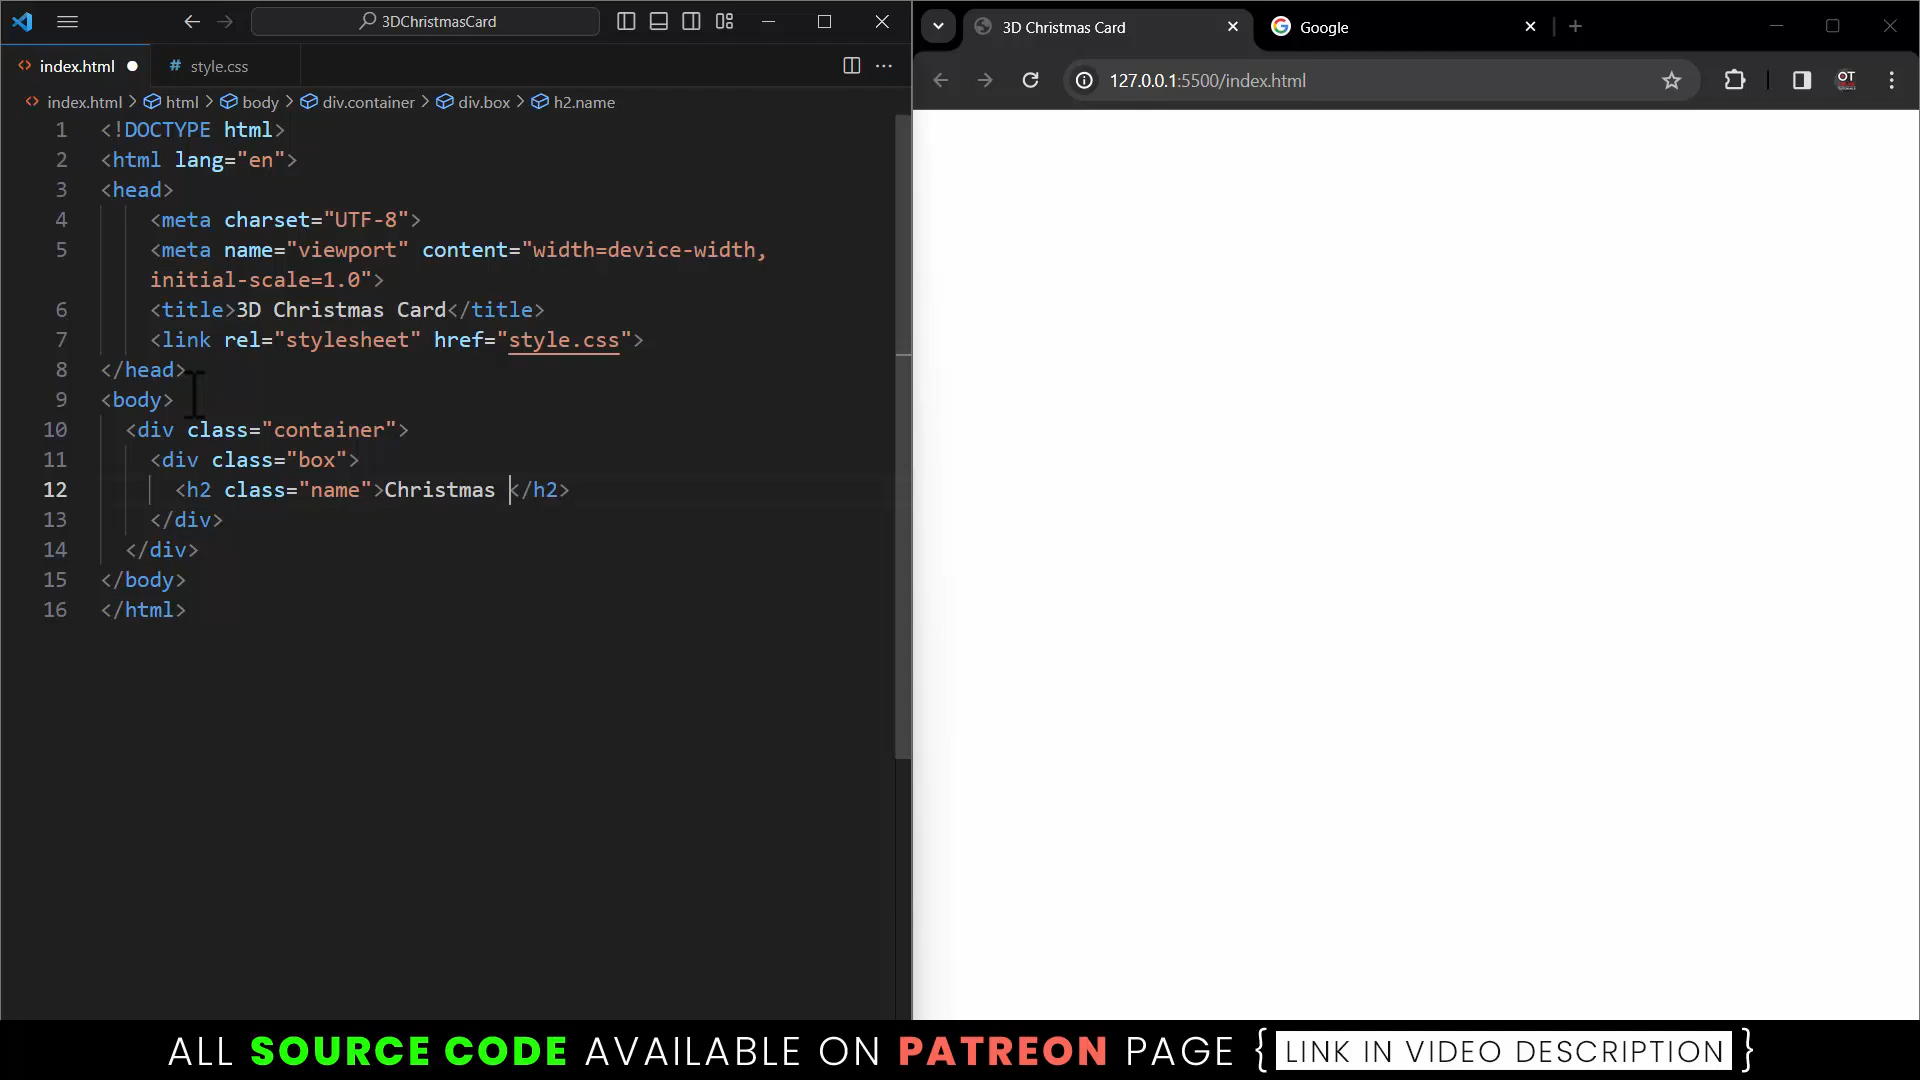 3DChristmasCard
index.html
# style.css
index.html > html > body > div.container > div.box > h2.name
1 <!DOCTYPE html>
2 <html lang="en">
3 <head>
4 <meta charset="UTF-8">
5 <meta name="viewport" content="width=device-width,
initial-scale=1.0">
6 <title>3D Christmas Card</title>
7 <link rel="stylesheet" href="style.css">
8 </head>
9 <body>
10 <div class="container">
11 <div class="box">
12 <h2 class="name">Christmas </h2>
13 </div>
14 </div>
15 </body>
16 </html>
3D Christmas Card
Google
127.0.0.1:5500/index.html
OT
ALL SOURCE CODE AVAILABLE ON PATREON PAGE { LINK IN VIDEO DESCRIPTION }